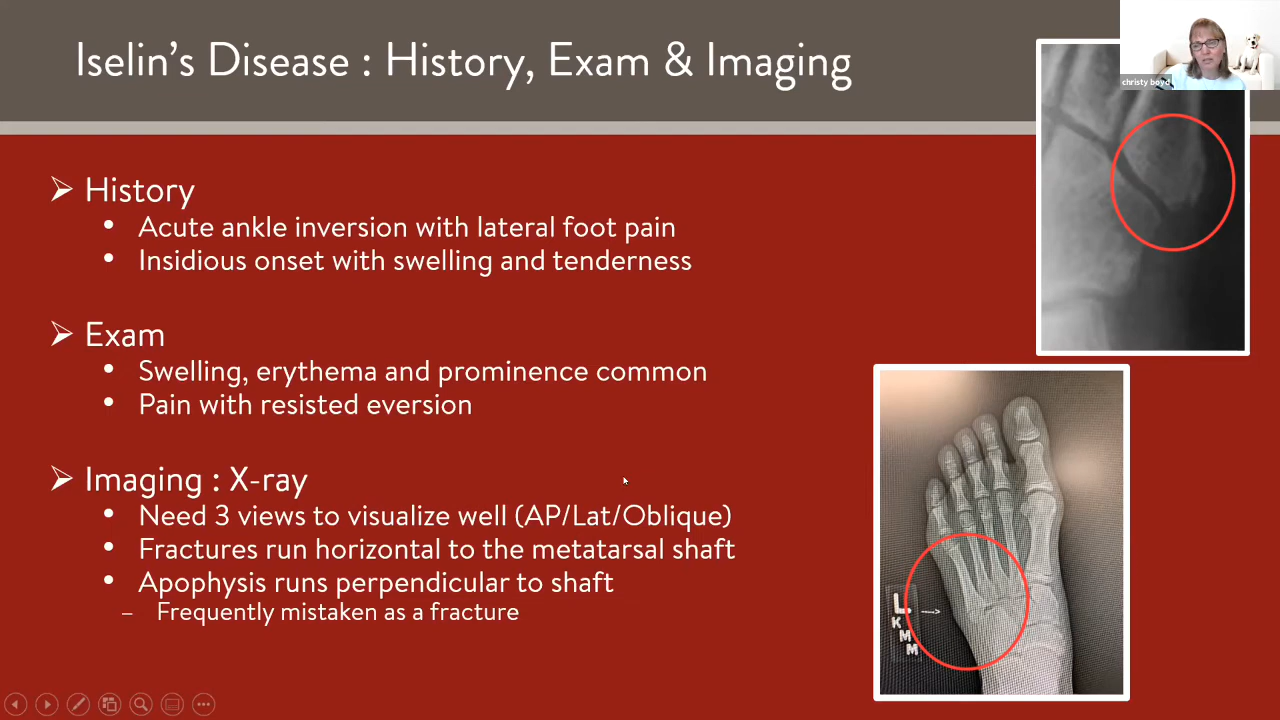 Iselin's Disease : History, Exam & Imaging
christy boyd
History
Acute ankle inversion with lateral foot pain
Insidious onset with swelling and tenderness
Exam
Swelling, erythema and prominence common
Pain with resisted eversion
Imaging : X-ray
Need 3 views to visualize well (AP/Lat/Oblique)
Fractures run horizontal to the metatarsal shaft
Apophysis runs perpendicular to shaft
– Frequently mistaken as a fracture
L
K
M
M